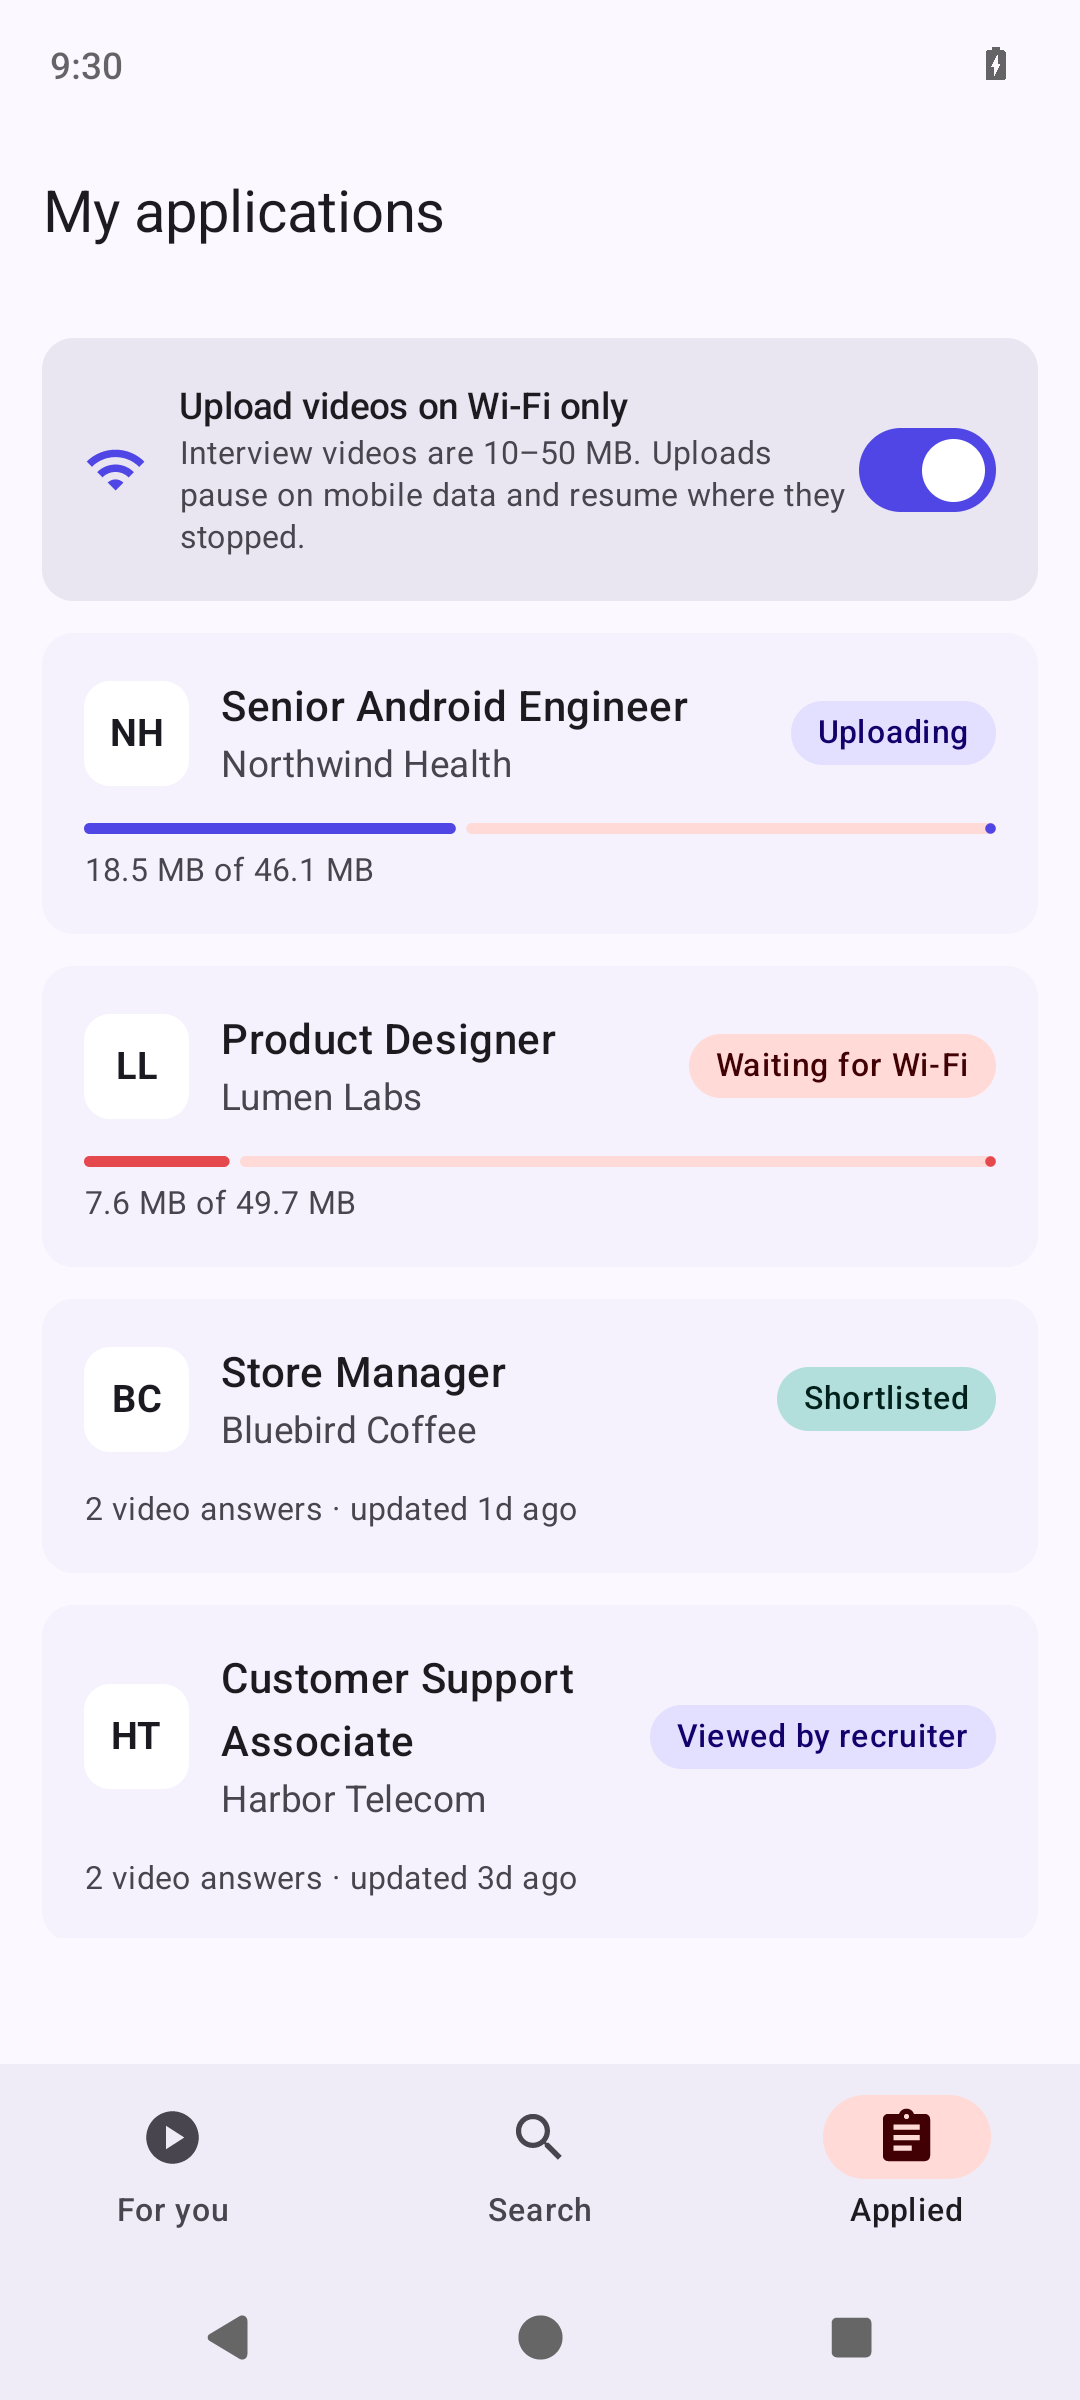 9:30
My applications
Upload videos on Wi-Fi only
Interview videos are 10–50 MB. Uploads
pause on mobile data and resume where they
stopped.
NH
Senior Android Engineer
Northwind Health
Uploading
18.5 MB of 46.1 MB
LL
Product Designer
Lumen Labs
Waiting for Wi-Fi
7.6 MB of 49.7 MB
BC
Store Manager
Bluebird Coffee
Shortlisted
2 video answers · updated 1d ago
HT
Customer Support
Associate
Harbor Telecom
Viewed by recruiter
2 video answers · updated 3d ago
For you
Search
Applied